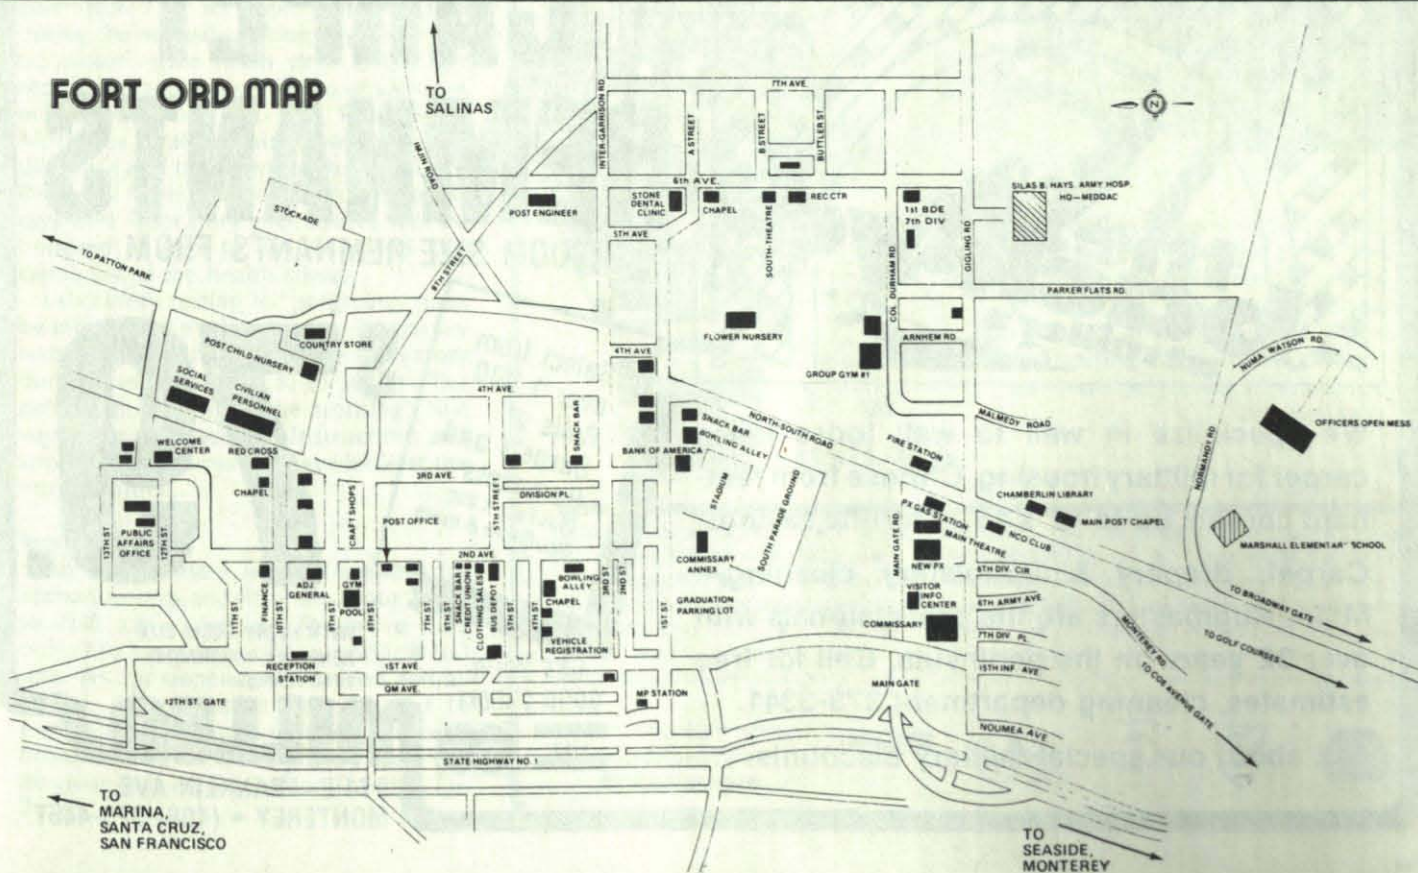 FORT ORD MAP
TO
SALINAS
IMJIN ROAD
INTER-GARRISON RD
7TH AVE.
A STREET
B STREET
BUTTLER ST
N
STOCKADE
8TH STREET
POST ENGINEER
6th AVE.
STONE
DENTAL
CLINIC
CHAPEL
SOUTH-THEATRE
REC CTR
1st BDE
7th DIV
SILAS B. HAYS. ARMY HOSP.
HQ—MEDDAC
5TH AVE
COL. DURHAM RD
GIGLING RD
TO PATTON PARK
PARKER FLATS RD.
COUNTRY STORE
POST CHILD NURSERY
FLOWER NURSERY
ARNHEM RD
NUMA WATSON RD.
4TH AVE
GROUP GYM #1
SOCIAL
SERVICES
CIVILIAN
PERSONNEL
4TH AVE.
SNACK BAR
SNACK BAR
BOWLING ALLEY
NORTH-SOUTH ROAD
MALMEDY ROAD
NORMANDY RD
OFFICERS OPEN MESS
WELCOME
CENTER
RED CROSS
BANK OF AMERICA
FIRE STATION
CHAPEL
CRAFT SHOPS
3RD AVE.
DIVISION PL.
5TH STREET
STADIUM
SOUTH PARADE GROUND
CHAMBERLIN LIBRARY
MAIN POST CHAPEL
13TH ST
PUBLIC
AFFAIRS
OFFICE
12TH ST
POST OFFICE
2ND AVE
COMMISSARY
ANNEX
MAIN GATE RD
PX GAS STATION
MAIN THEATRE
NCO CLUB
NEW PX
MARSHALL ELEMENTARY SCHOOL
5TH DIV. CIR
11TH ST
FINANCE
10TH ST
ADJ
GENERAL
GYM
POOL
8TH ST
7TH ST
SNACK BAR
CREDIT UNION
CLOTHING SALES
BUS DEPOT
5TH ST
4TH ST
BOWLING
ALLEY
CHAPEL
3RD ST
2ND ST
1ST ST
GRADUATION
PARKING LOT
VISITOR
INFO
CENTER
6TH ARMY AVE.
TO BROADWAY GATE
VEHICLE
REGISTRATION
COMMISSARY
7TH DIV PL.
MONTEREY RD
TO GOLF COURSES
RECEPTION
STATION
1ST AVE
15TH INF AVE
TO COE AVENUE GATE
12TH ST. GATE
QM AVE.
MP STATION
MAIN GATE
NOUMEA AVE
STATE HIGHWAY NO. 1
TO
MARINA,
SANTA CRUZ,
SAN FRANCISCO
TO
SEASIDE,
MONTEREY